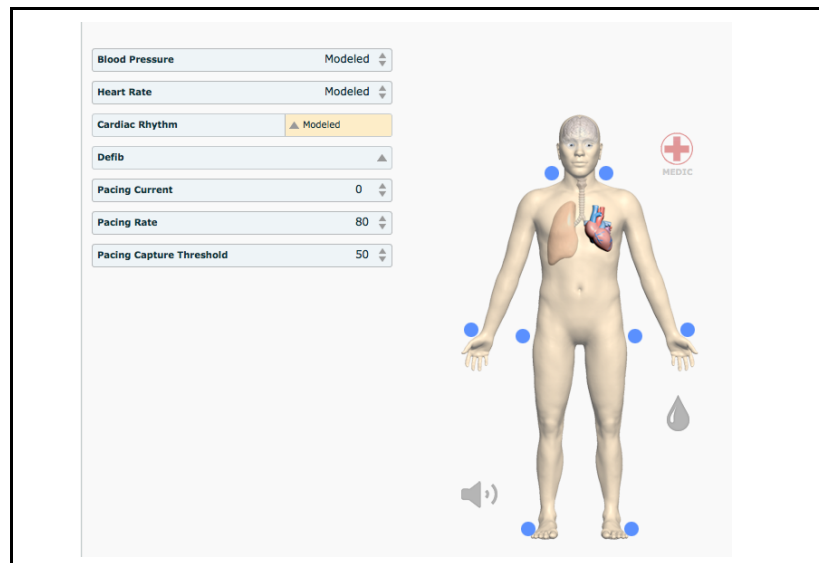 Blood Pressure Modeled
Heart Rate Modeled
Cardiac Rhythm Modeled
Defib
Pacing Current 0
Pacing Rate 80
Pacing Capture Threshold 50
MEDIC